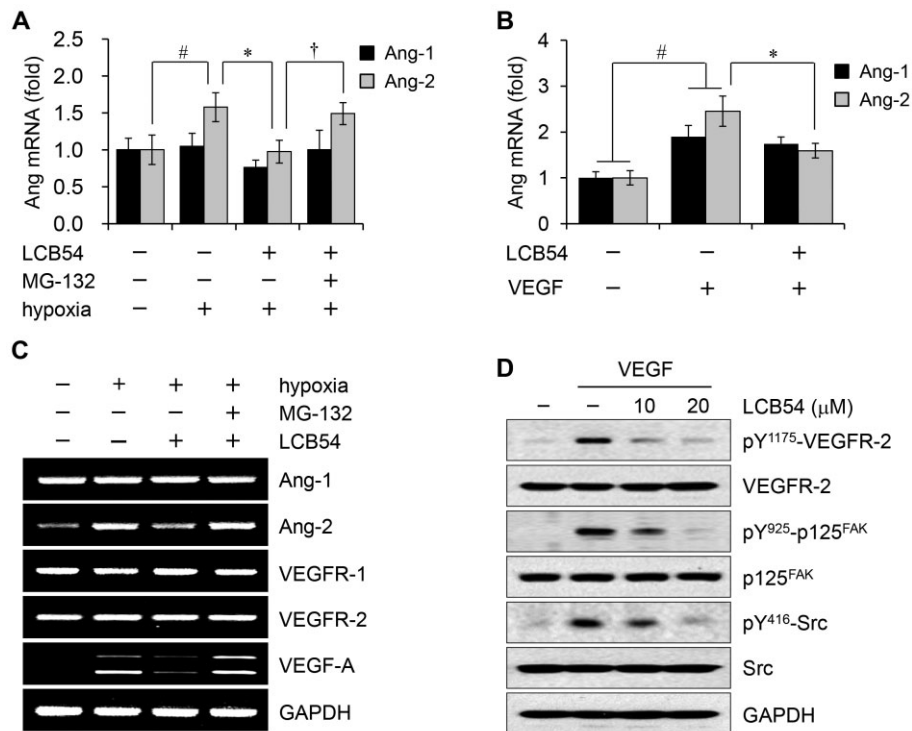 A
Ang mRNA (fold)
2.5
2.0
1.5
1.0
0.5
0.0
# * †
Ang-1
Ang-2
LCB54 – – + +
MG-132 – – – +
hypoxia – + + +
B
Ang mRNA (fold)
4
3
2
1
0
# *
Ang-1
Ang-2
LCB54 – – +
VEGF – + +
C
– + + + hypoxia
– – – + MG-132
– – + + LCB54
Ang-1
Ang-2
VEGFR-1
VEGFR-2
VEGF-A
GAPDH
D
VEGF
– – 10 20 LCB54 (μM)
pY¹¹⁷⁵-VEGFR-2
VEGFR-2
pY⁹²⁵-p125ᶠᴬᴷ
p125ᶠᴬᴷ
pY⁴¹⁶-Src
Src
GAPDH